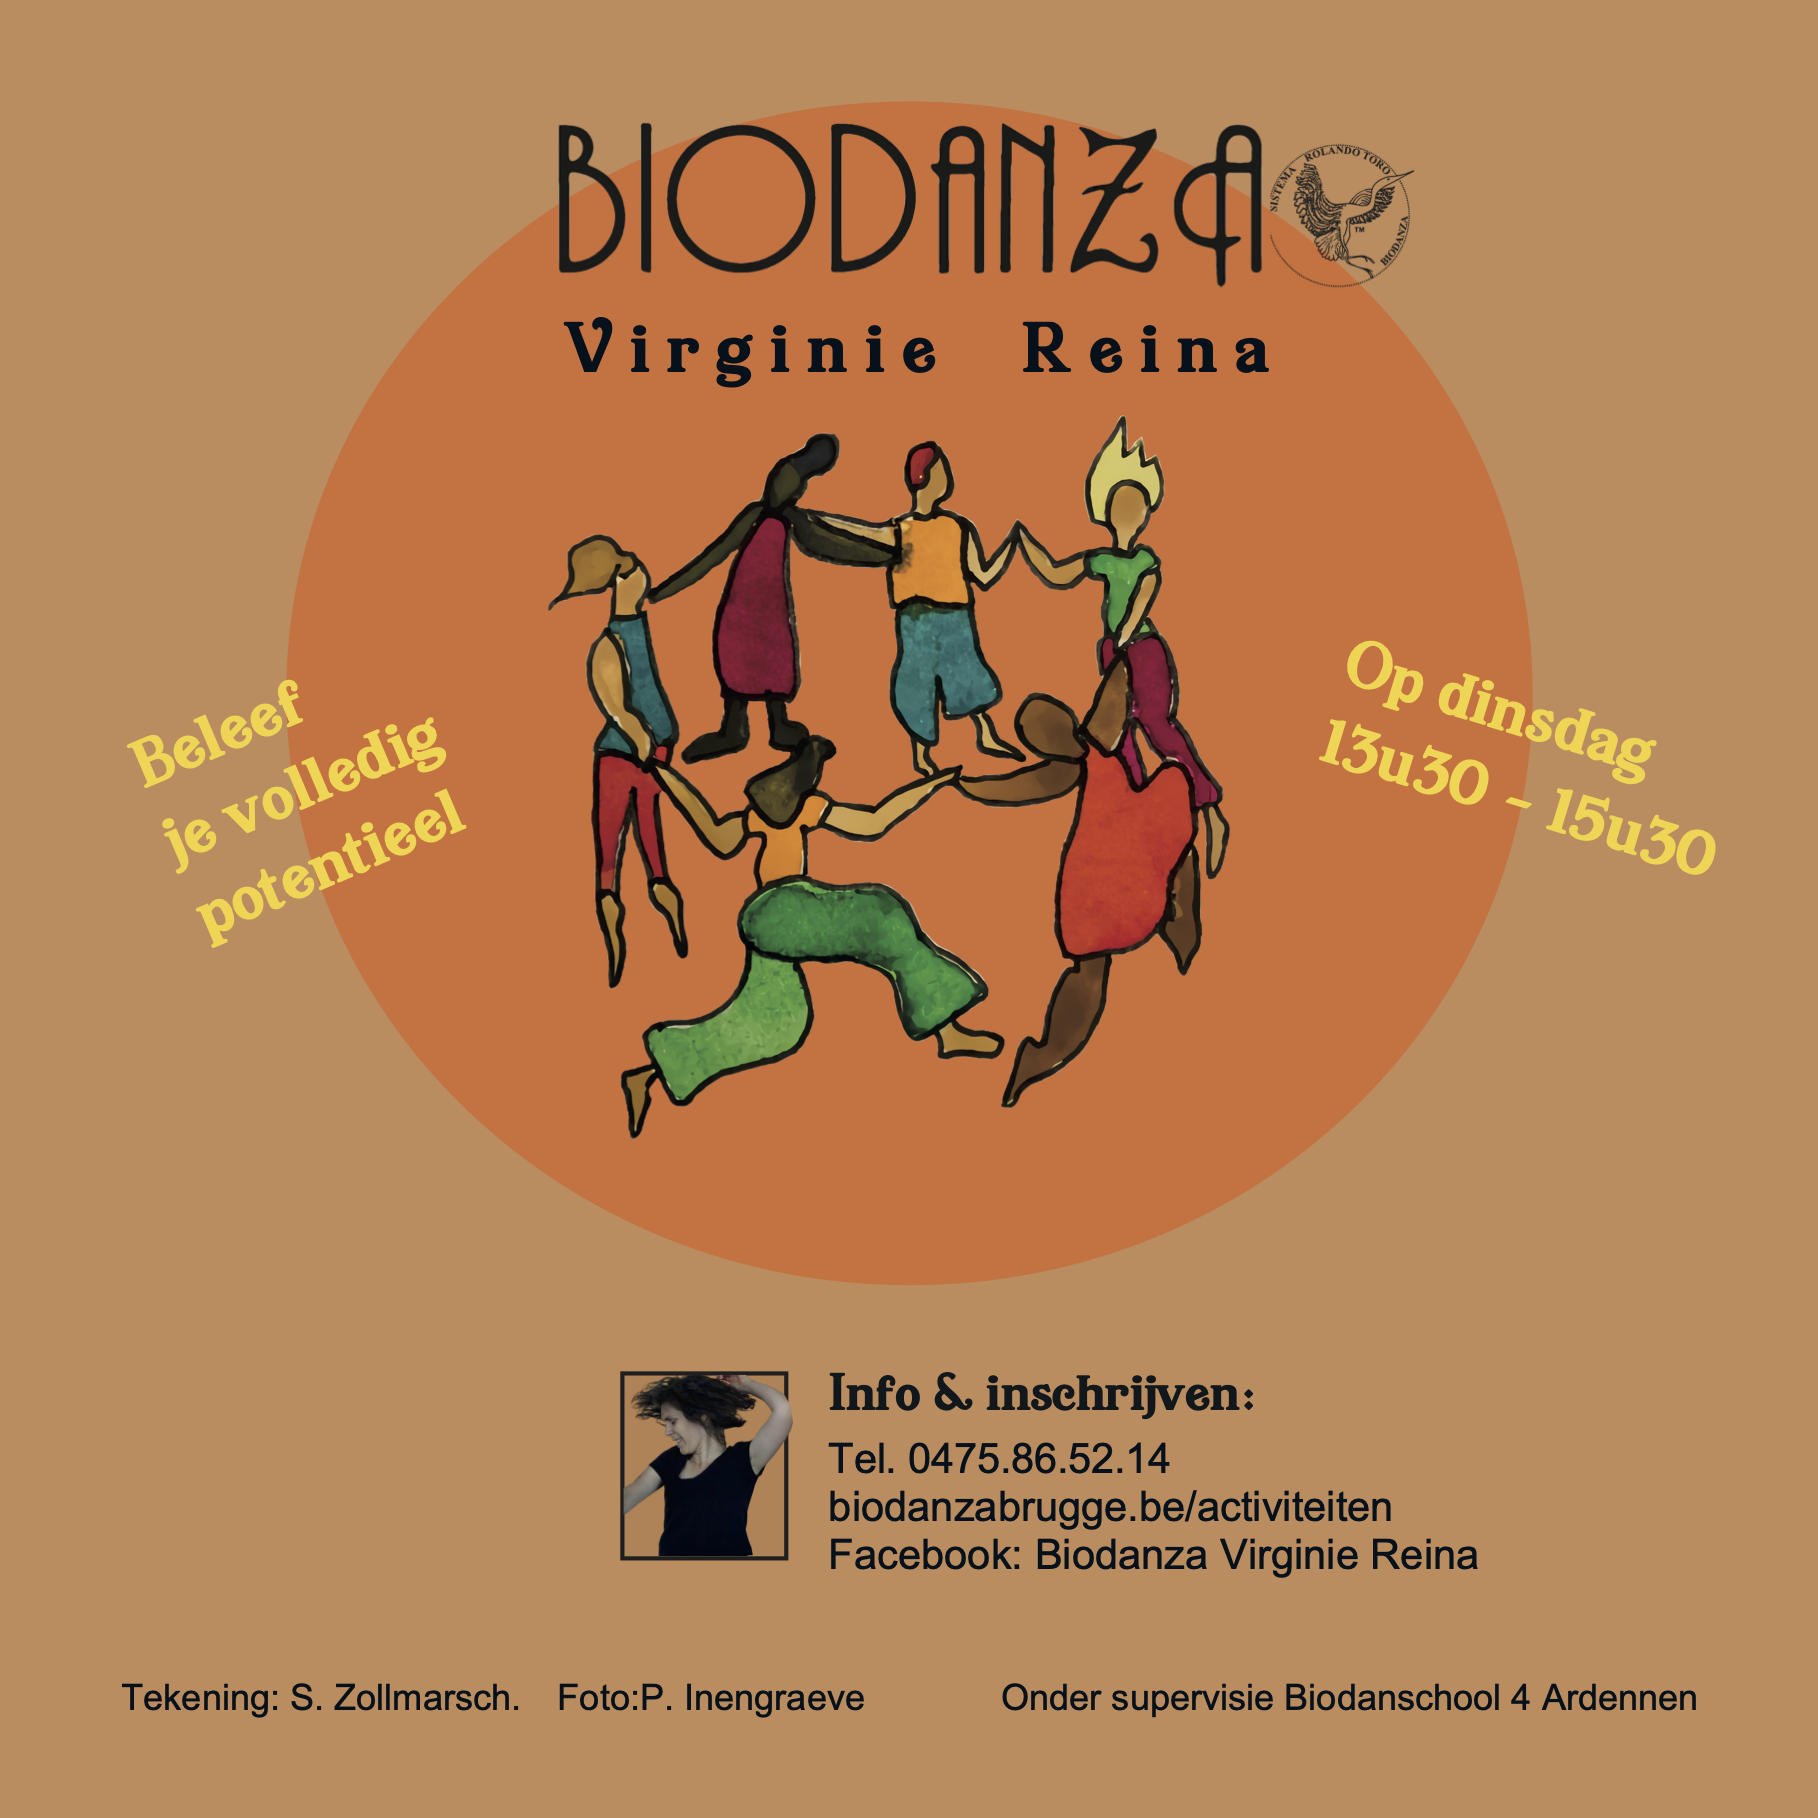 BIODANZA
SISTEMA ROLANDO TORO
BIODANZA
TM
Virginie Reina
Beleef
je volledig
potentieel
Op dinsdag
13u30 - 15u30
Info & inschrijven:
Tel. 0475.86.52.14
biodanzabrugge.be/activiteiten
Facebook: Biodanza Virginie Reina
Tekening: S. Zollmarsch. Foto:P. Inengraeve Onder supervisie Biodanschool 4 Ardennen